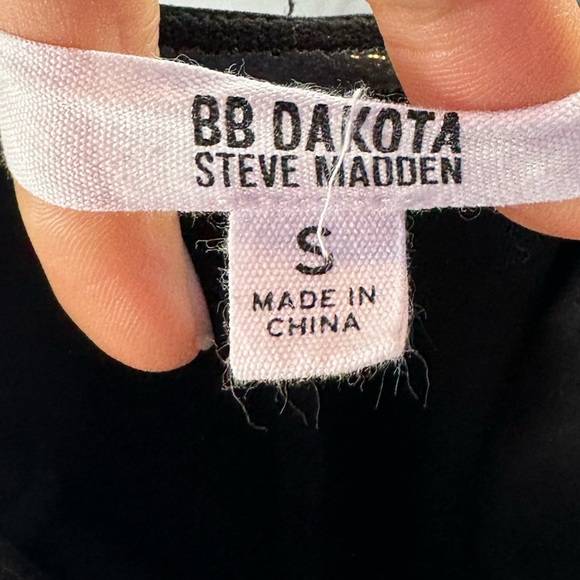 BB DAKOTA
STEVE MADDEN
S
MADE IN
CHINA